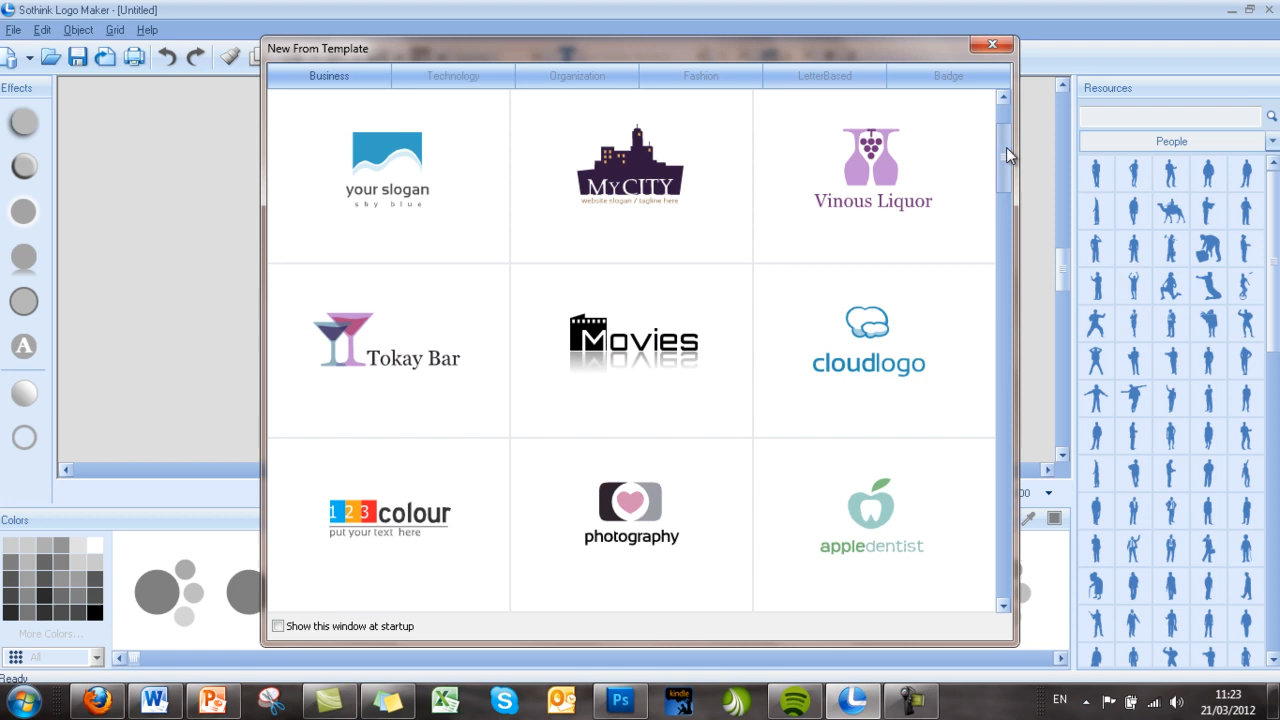 Sothink Logo Maker - [Untitled]
File Edit Object Grid Help
New From Template
Business Technology Organization Fashion LetterBased Badge
Effects
A
Resources
People
your slogan
sky blue
MyCITY
website slogan / tagline here
Vinous Liquor
Tokay Bar
Movies
cloudlogo
123colour
put your text here
photography
appledentist
Colors
More Colors...
All
00
Show this window at startup
Ready
W P X S O Ps kindle
EN
11:23
21/03/2012